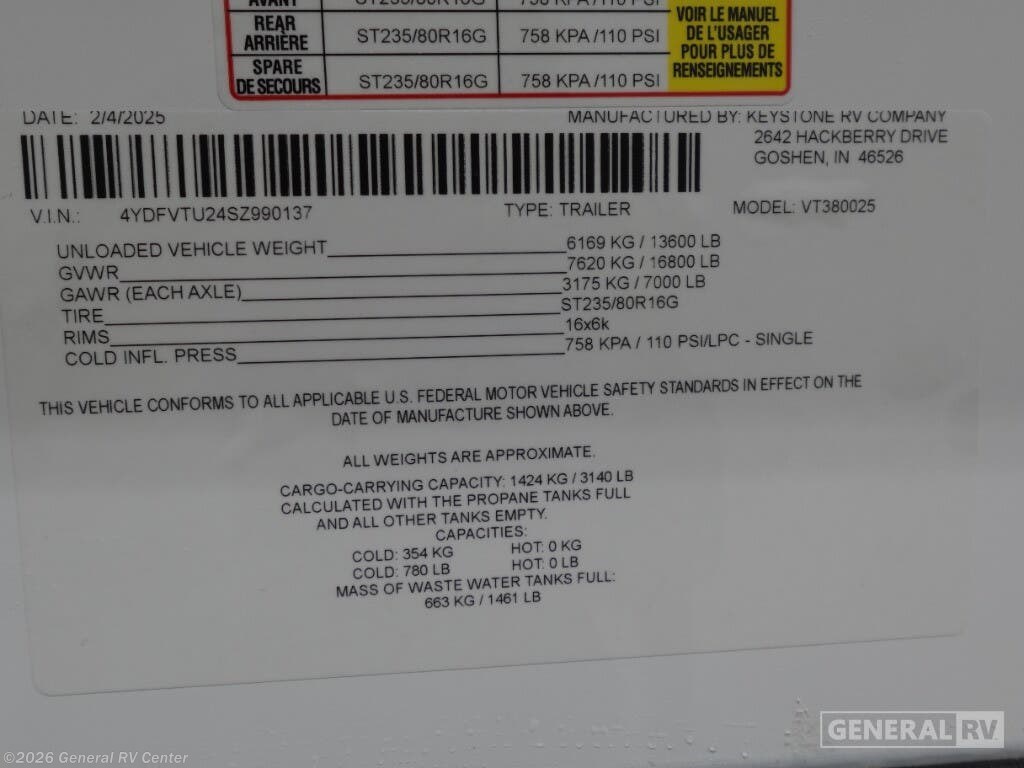 AVANT ST235/80R16G 758 KPA /110 PSI
REAR
ARRIÈRE ST235/80R16G 758 KPA /110 PSI
SPARE
DE SECOURS ST235/80R16G 758 KPA /110 PSI
VOIR LE MANUEL
DE L'USAGER
POUR PLUS DE
RENSEIGNEMENTS
DATE: 2/4/2025
MANUFACTURED BY: KEYSTONE RV COMPANY
2642 HACKBERRY DRIVE
GOSHEN, IN 46526
V.I.N.: 4YDFVTU24SZ990137 TYPE: TRAILER MODEL: VT380025
UNLOADED VEHICLE WEIGHT 6169 KG / 13600 LB
GVWR 7620 KG / 16800 LB
GAWR (EACH AXLE) 3175 KG / 7000 LB
TIRE ST235/80R16G
RIMS 16x6k
COLD INFL. PRESS 758 KPA / 110 PSI/LPC - SINGLE
THIS VEHICLE CONFORMS TO ALL APPLICABLE U.S. FEDERAL MOTOR VEHICLE SAFETY STANDARDS IN EFFECT ON THE
DATE OF MANUFACTURE SHOWN ABOVE.
ALL WEIGHTS ARE APPROXIMATE.
CARGO-CARRYING CAPACITY: 1424 KG / 3140 LB
CALCULATED WITH THE PROPANE TANKS FULL
AND ALL OTHER TANKS EMPTY.
CAPACITIES:
COLD: 354 KG HOT: 0 KG
COLD: 780 LB HOT: 0 LB
MASS OF WASTE WATER TANKS FULL:
663 KG / 1461 LB
GENERAL RV
©2026 General RV Center